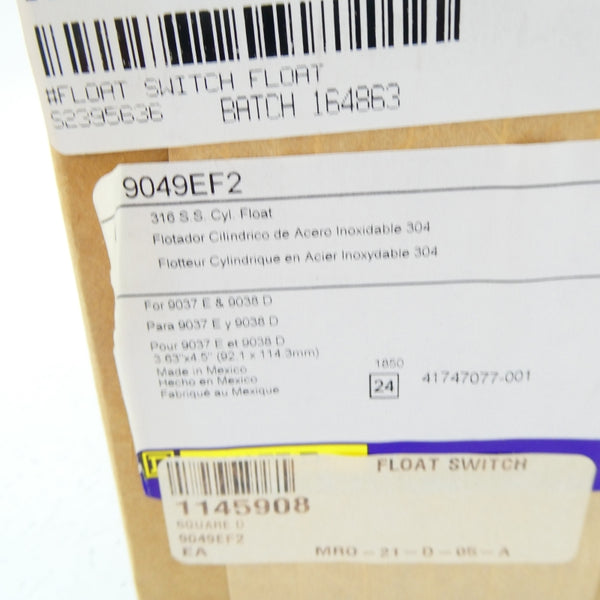 #FLOAT SWITCH FLOAT
S2395636 BATCH 164863
9049EF2
316 S.S. Cyl. Float
Flotador Cilindrico de Acero Inoxidable 304
Flotteur Cylindrique en Acier Inoxydable 304
For 9037 E & 9038 D
Para 9037 E y 9038 D
Pour 9037 E et 9038 D
3.63"x4.5" (92.1 x 114.3mm)
Made in Mexico
Hecho en Mexico
Fabriqué au Mexique
1850
24 41747077-001
FLOAT SWITCH
1145908
SQUARE D
9049EF2
EA MRO-21-D-05-A